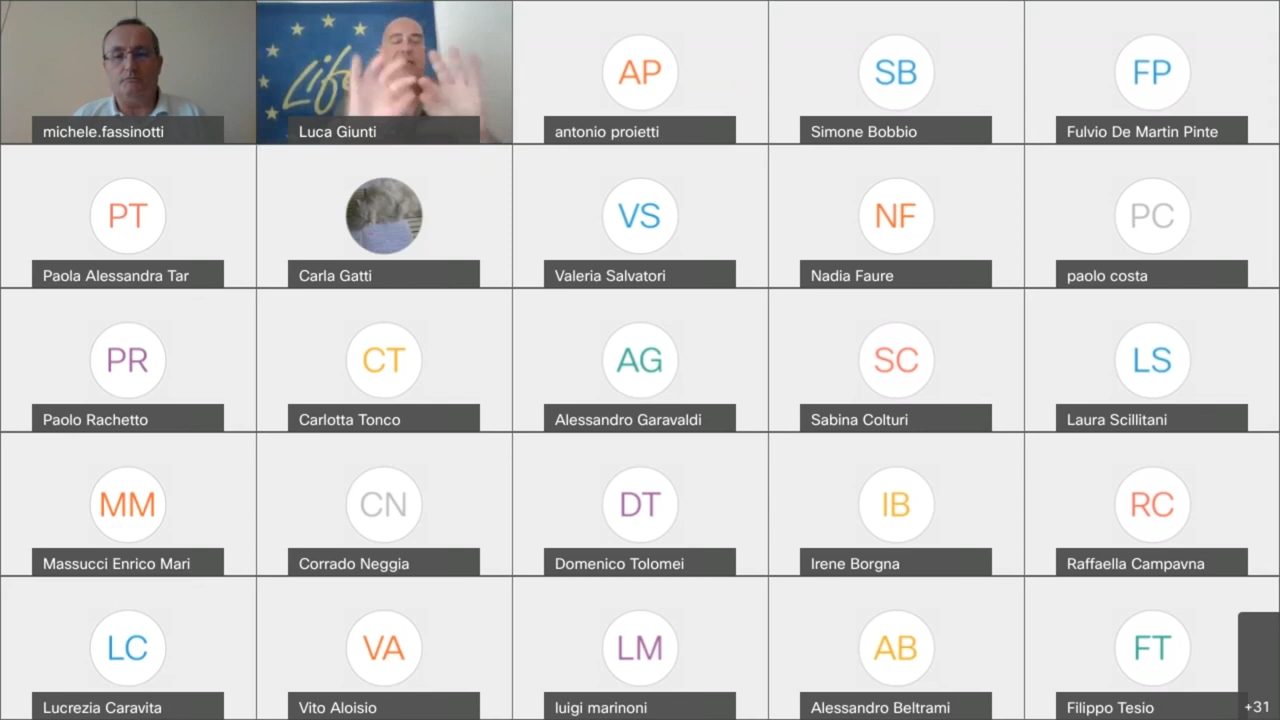 Life
michele.fassinotti
Luca Giunti
AP
antonio proietti
SB
Simone Bobbio
FP
Fulvio De Martin Pinte
PT
Paola Alessandra Tar
Carla Gatti
VS
Valeria Salvatori
NF
Nadia Faure
PC
paolo costa
PR
Paolo Rachetto
CT
Carlotta Tonco
AG
Alessandro Garavaldi
SC
Sabina Colturi
LS
Laura Scillitani
MM
Massucci Enrico Mari
CN
Corrado Neggia
DT
Domenico Tolomei
IB
Irene Borgna
RC
Raffaella Campavna
LC
Lucrezia Caravita
VA
Vito Aloisio
LM
luigi marinoni
AB
Alessandro Beltrami
FT
Filippo Tesio
+31